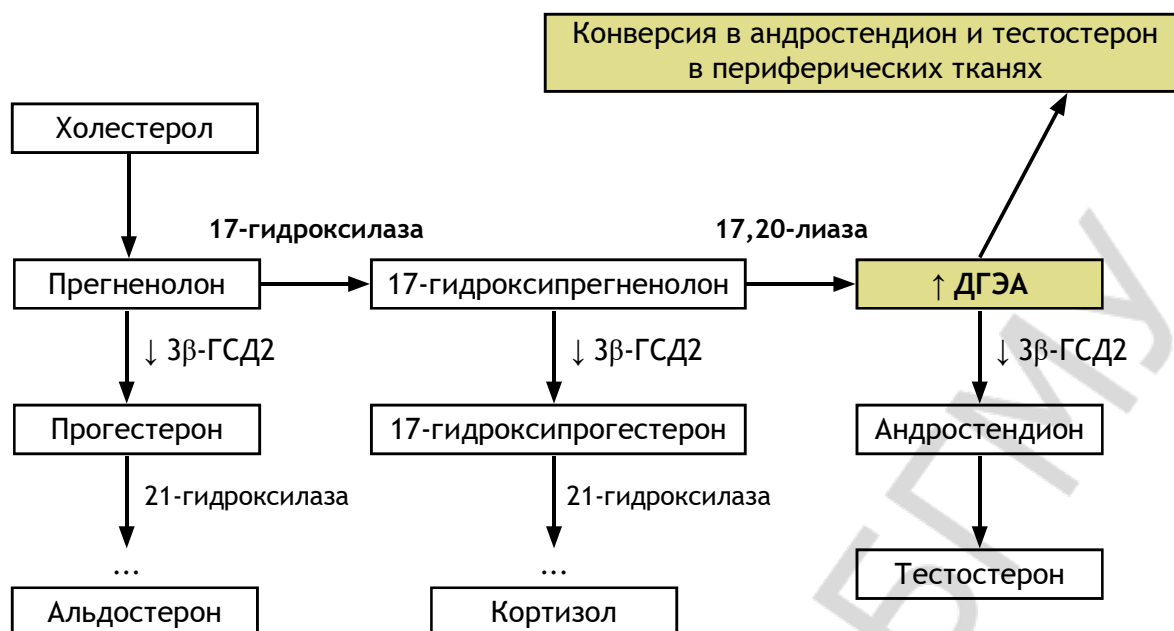 Конверсия в андростендион и тестостерон
в периферических тканях
Холестерол
17-гидроксилаза
17,20-лиаза
Прегненолон
17-гидроксипрегненолон
↑ ДГЭА
↓ 3β-ГСД2
↓ 3β-ГСД2
↓ 3β-ГСД2
Прогестерон
17-гидроксипрогестерон
Андростендион
21-гидроксилаза
21-гидроксилаза
...
...
Тестостерон
Альдостерон
Кортизол
БГМУ